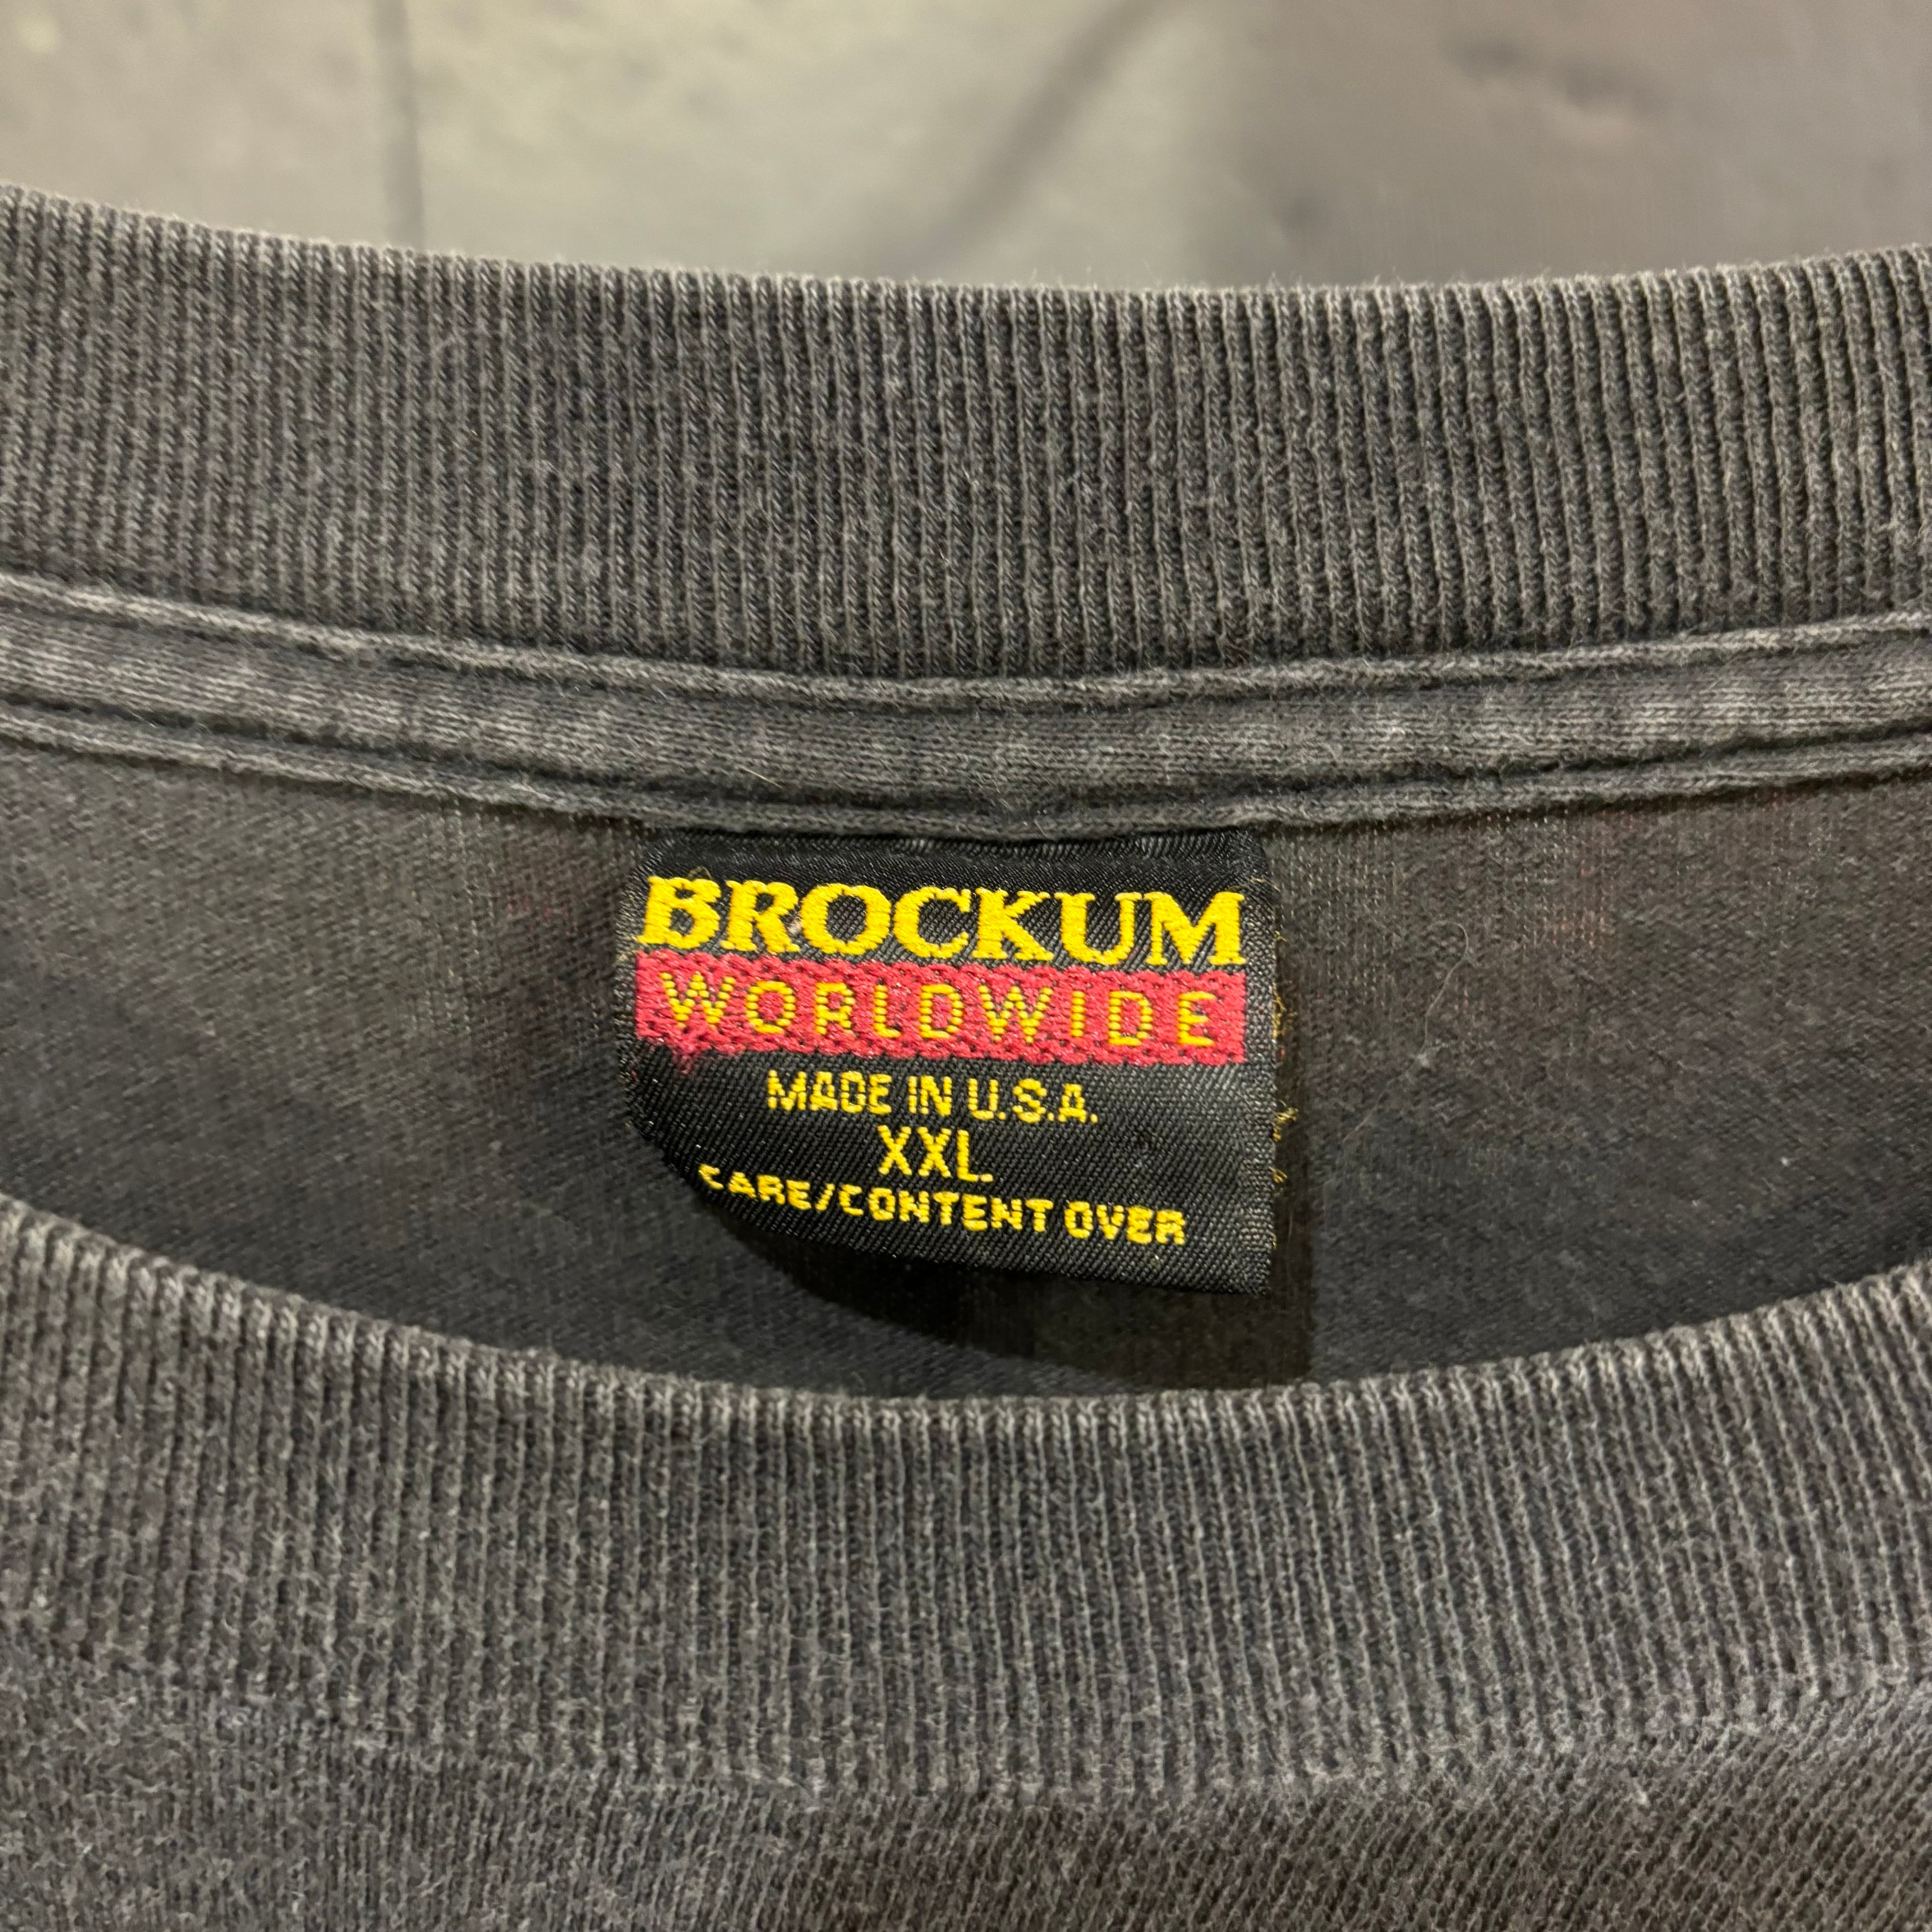 BROCKUM
WORLDWIDE
MADE IN U.S.A.
XXL
CARE/CONTENT OVER